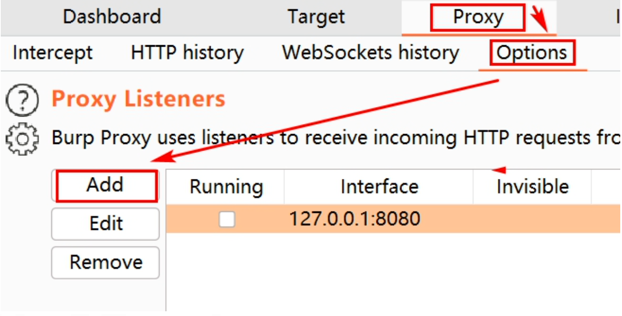 Dashboard Target Proxy
Intercept HTTP history WebSockets history Options
? Proxy Listeners
Burp Proxy uses listeners to receive incoming HTTP requests fro
Add Running Interface Invisible
Edit 127.0.0.1:8080
Remove